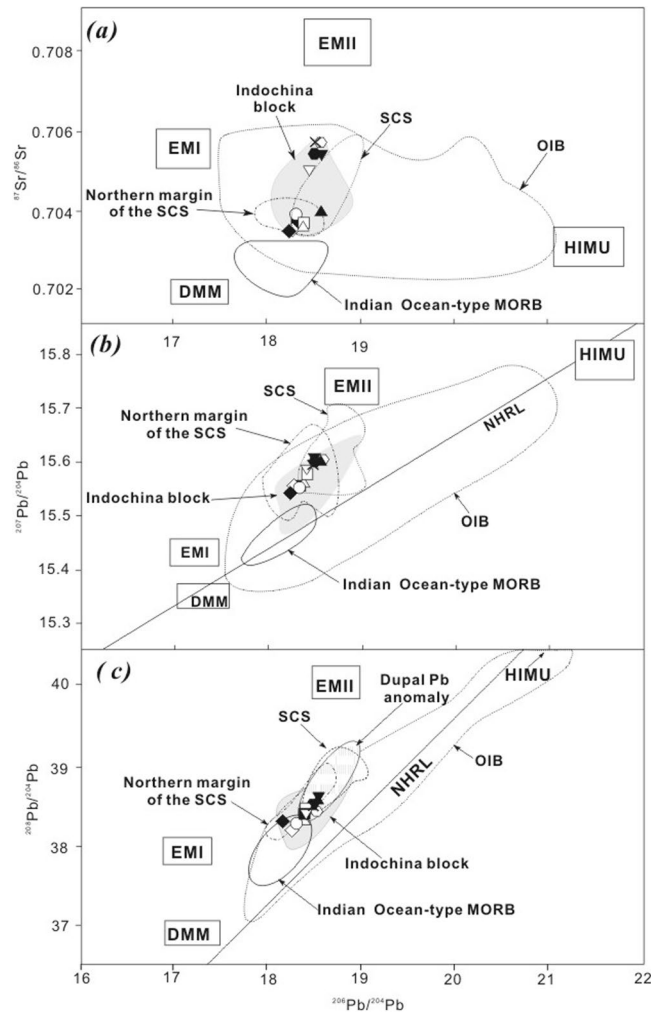 (a)
EMII
0.708
Indochina
block
SCS
0.706
EMI
OIB
⁸⁷Sr/⁸⁶Sr
Northern margin
of the SCS
0.704
HIMU
DMM
0.702
Indian Ocean-type MORB
17
18
19
(b)
15.8
HIMU
SCS
EMII
15.7
Northern margin
of the SCS
NHRL
15.6
²⁰⁷Pb/²⁰⁴Pb
Indochina block
15.5
OIB
EMI
15.4
Indian Ocean-type MORB
DMM
15.3
( c)
40
EMII
Dupal Pb
anomaly
HIMU
SCS
OIB
39
NHRL
Northern margin
of the SCS
²⁰⁸Pb/²⁰⁴Pb
38
EMI
Indochina block
Indian Ocean-type MORB
37
DMM
16
17
18
19
20
21
22
²⁰⁶Pb/²⁰⁴Pb